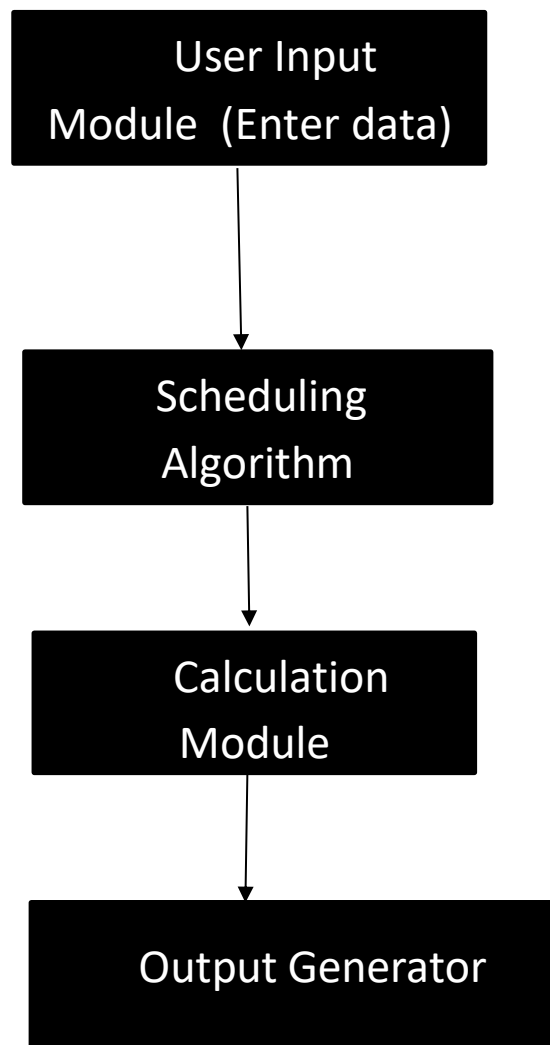 User Input
Module (Enter data)
Scheduling
Algorithm
Calculation
Module
Output Generator